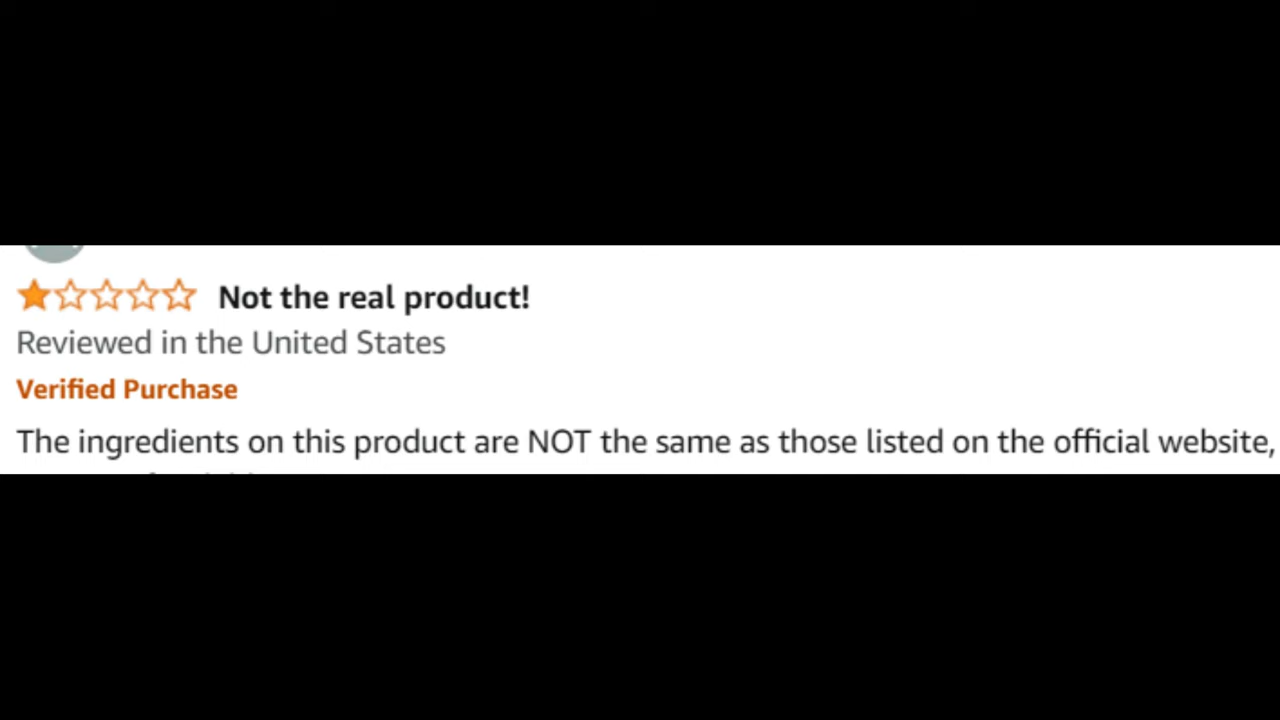 Not the real product!
Reviewed in the United States
Verified Purchase
The ingredients on this product are NOT the same as those listed on the official website,